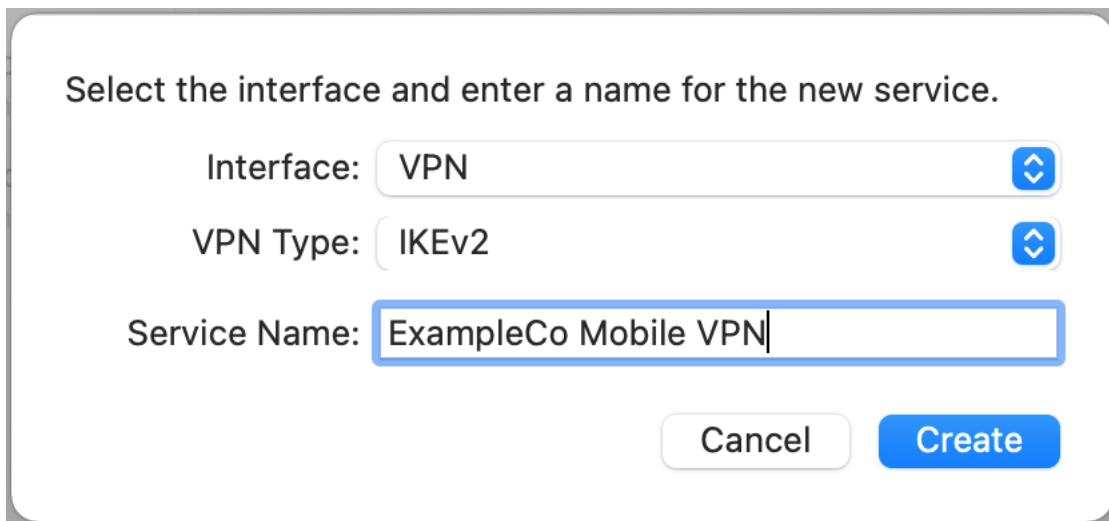 Select the interface and enter a name for the new service.
Interface: VPN
VPN Type: IKEv2
Service Name: ExampleCo Mobile VPN
Cancel Create